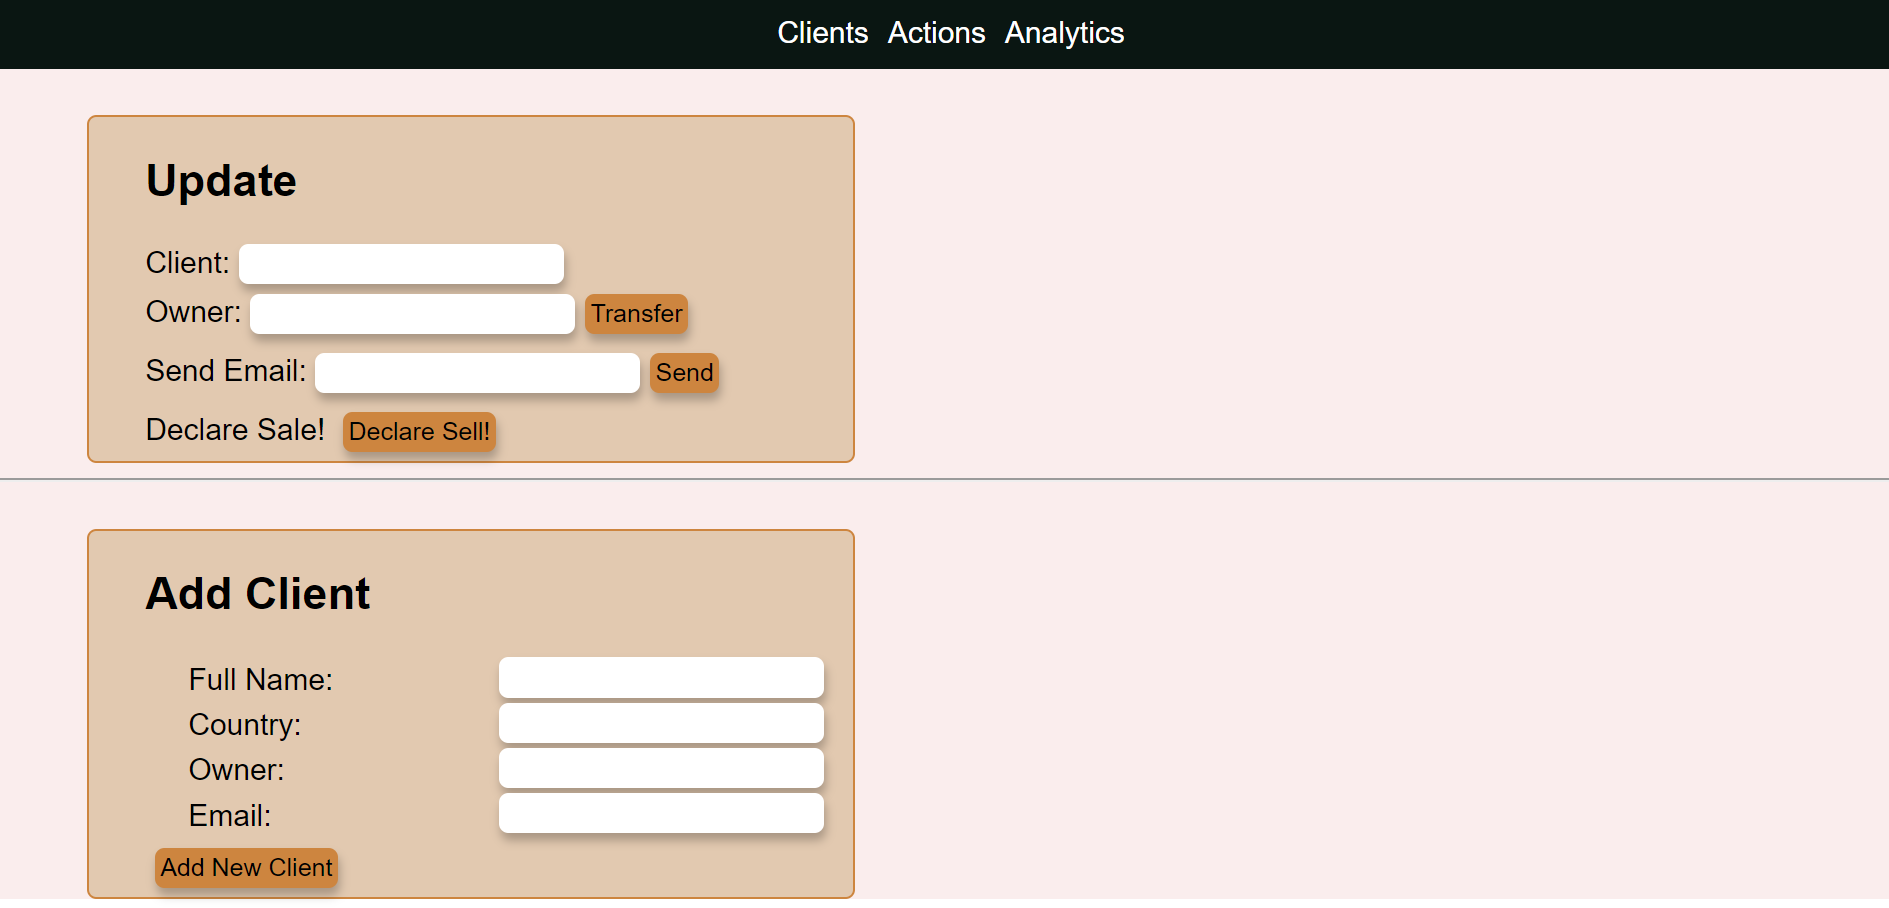 Clients Actions Analytics
Update
Client:
Owner: Transfer
Send Email: Send
Declare Sale! Declare Sell!
Add Client
Full Name:
Country:
Owner:
Email:
Add New Client